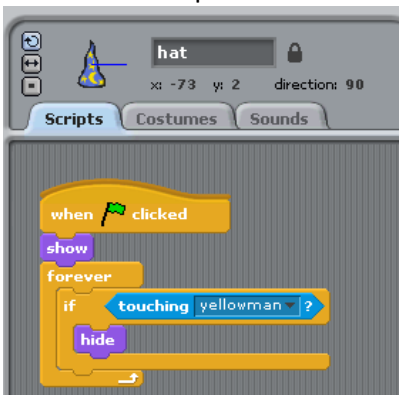 hat
x: -73 y: 2 direction: 90
Scripts Costumes Sounds
when clicked
show
forever
if touching yellowman ?
hide